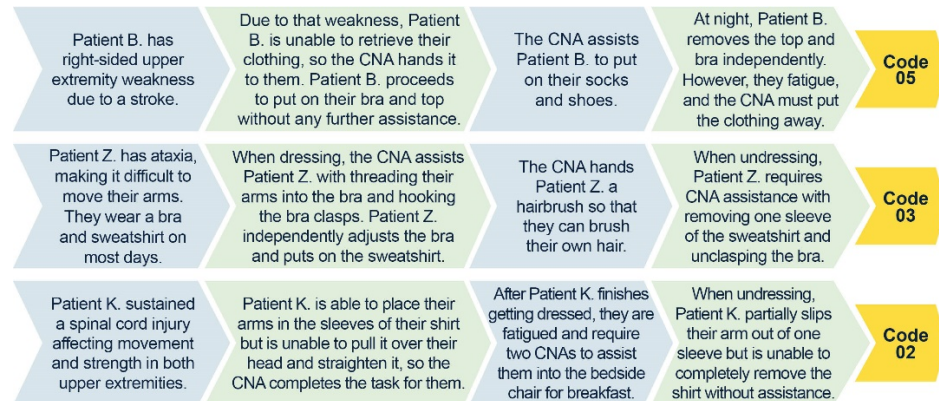 Patient B. has
right-sided upper
extremity weakness
due to a stroke.
Due to that weakness, Patient
B. is unable to retrieve their
clothing, so the CNA hands it
to them. Patient B. proceeds
to put on their bra and top
without any further assistance.
The CNA assists
Patient B. to put
on their socks
and shoes.
At night, Patient B.
removes the top and
bra independently.
However, they fatigue,
and the CNA must put
the clothing away.
Code
05
Patient Z. has ataxia,
making it difficult to
move their arms.
They wear a bra
and sweatshirt on
most days.
When dressing, the CNA assists
Patient Z. with threading their
arms into the bra and hooking
the bra clasps. Patient Z.
independently adjusts the bra
and puts on the sweatshirt.
The CNA hands
Patient Z. a
hairbrush so that
they can brush
their own hair.
When undressing,
Patient Z. requires
CNA assistance with
removing one sleeve
of the sweatshirt and
unclasping the bra.
Code
03
Patient K. sustained
a spinal cord injury
affecting movement
and strength in both
upper extremities.
Patient K. is able to place their
arms in the sleeves of their shirt
but is unable to pull it over their
head and straighten it, so the
CNA completes the task for them.
After Patient K. finishes
getting dressed, they are
fatigued and require
two CNAs to assist
them into the bedside
chair for breakfast.
When undressing,
Patient K. partially slips
their arm out of one
sleeve but is unable to
completely remove the
shirt without assistance.
Code
02